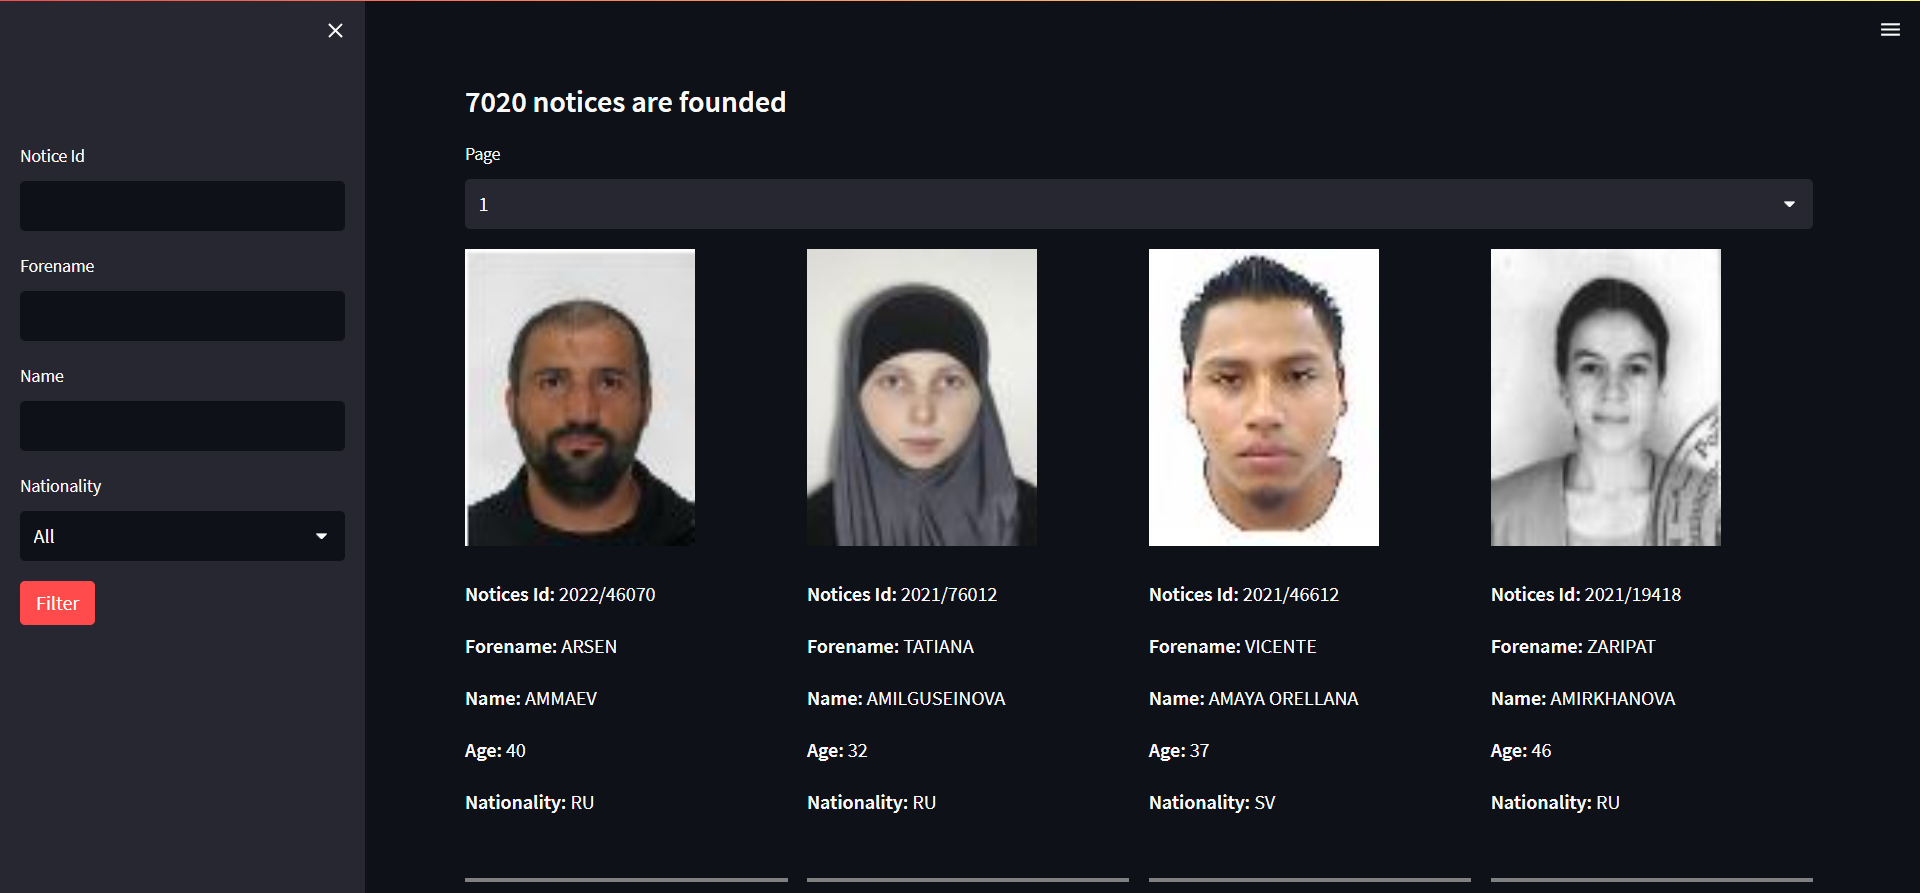 Notice Id
Forename
Name
Nationality
All
Filter
7020 notices are founded
Page
1
Notices Id: 2022/46070
Forename: ARSEN
Name: AMMAEV
Age: 40
Nationality: RU
Notices Id: 2021/76012
Forename: TATIANA
Name: AMILGUSEINOVA
Age: 32
Nationality: RU
Notices Id: 2021/46612
Forename: VICENTE
Name: AMAYA ORELLANA
Age: 37
Nationality: SV
Notices Id: 2021/19418
Forename: ZARIPAT
Name: AMIRKHANOVA
Age: 46
Nationality: RU